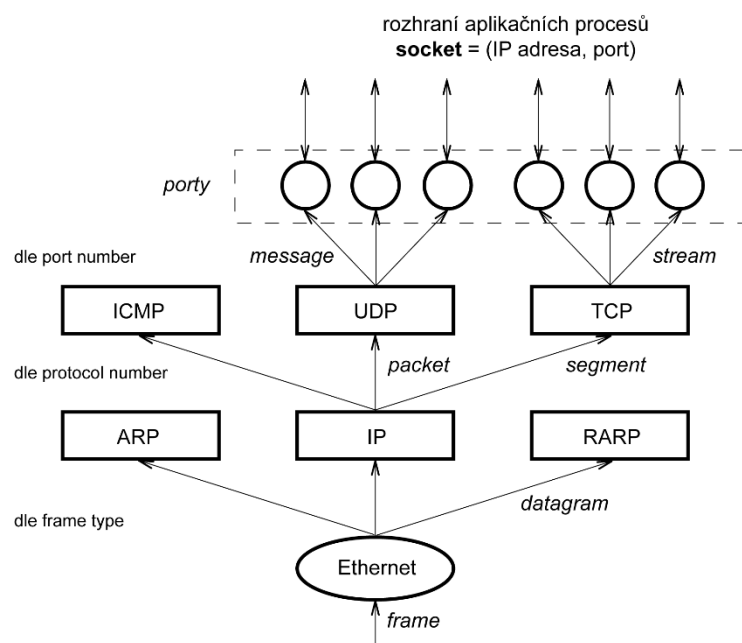 rozhraní aplikačních procesů
socket = (IP adresa, port)
porty
dle port number
message
stream
ICMP
UDP
TCP
dle protocol number
packet
segment
ARP
IP
RARP
dle frame type
datagram
Ethernet
frame